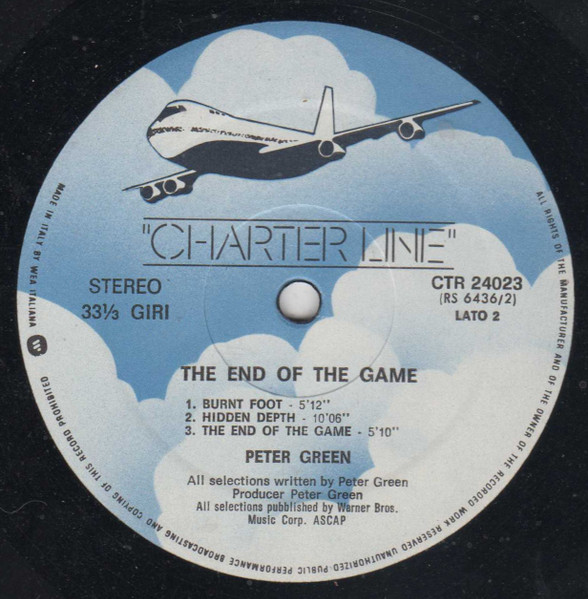 "CHARTER LINE"
STEREO
33⅓ GIRI
CTR 24023
(RS 6436/2)
LATO 2
THE END OF THE GAME
1. BURNT FOOT - 5'12"
2. HIDDEN DEPTH - 10'06"
3. THE END OF THE GAME - 5'10"
PETER GREEN
All selections written by Peter Green
Producer Peter Green
All selections pubblished by Warner Bros.
Music Corp. ASCAP
MADE IN ITALY BY WEA ITALIANA
W
ALL RIGHTS OF THE MANUFACTURER AND OF THE OWNER OF THE RECORDED WORK RESERVED UNAUTHORIZED PUBLIC PERFORMANCE BROADCASTING AND COPYING OF THIS RECORD PROHIBITED